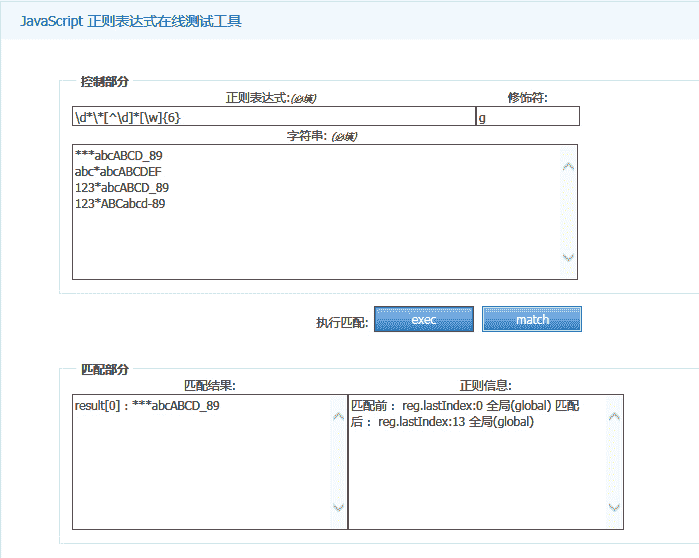 JavaScript 正则表达式在线测试工具
控制部分
正则表达式:(必填) 修饰符:
\d*\*[^\d]*[\w]{6} g
字符串: (必填)
***abcABCD_89
abc*abcABCDEF
123*abcABCD_89
123*ABCabcd-89
执行匹配: exec match
匹配部分
匹配结果: 正则信息:
result[0]：***abcABCD_89
匹配前： reg.lastIndex:0 全局(global) 匹配
后： reg.lastIndex:13 全局(global)